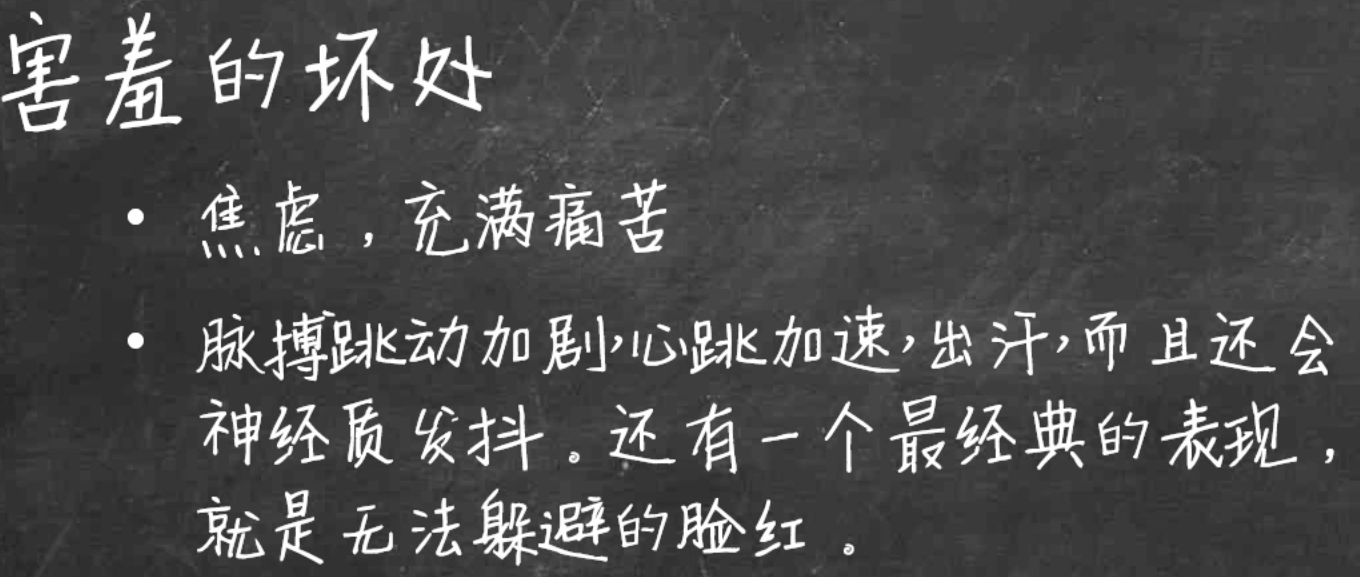 害羞的坏处
• 焦虑，充满痛苦
• 脉搏跳动加剧，心跳加速，出汗，而且还会
神经质发抖。还有一个最经典的表现，
就是无法躲避的脸红。